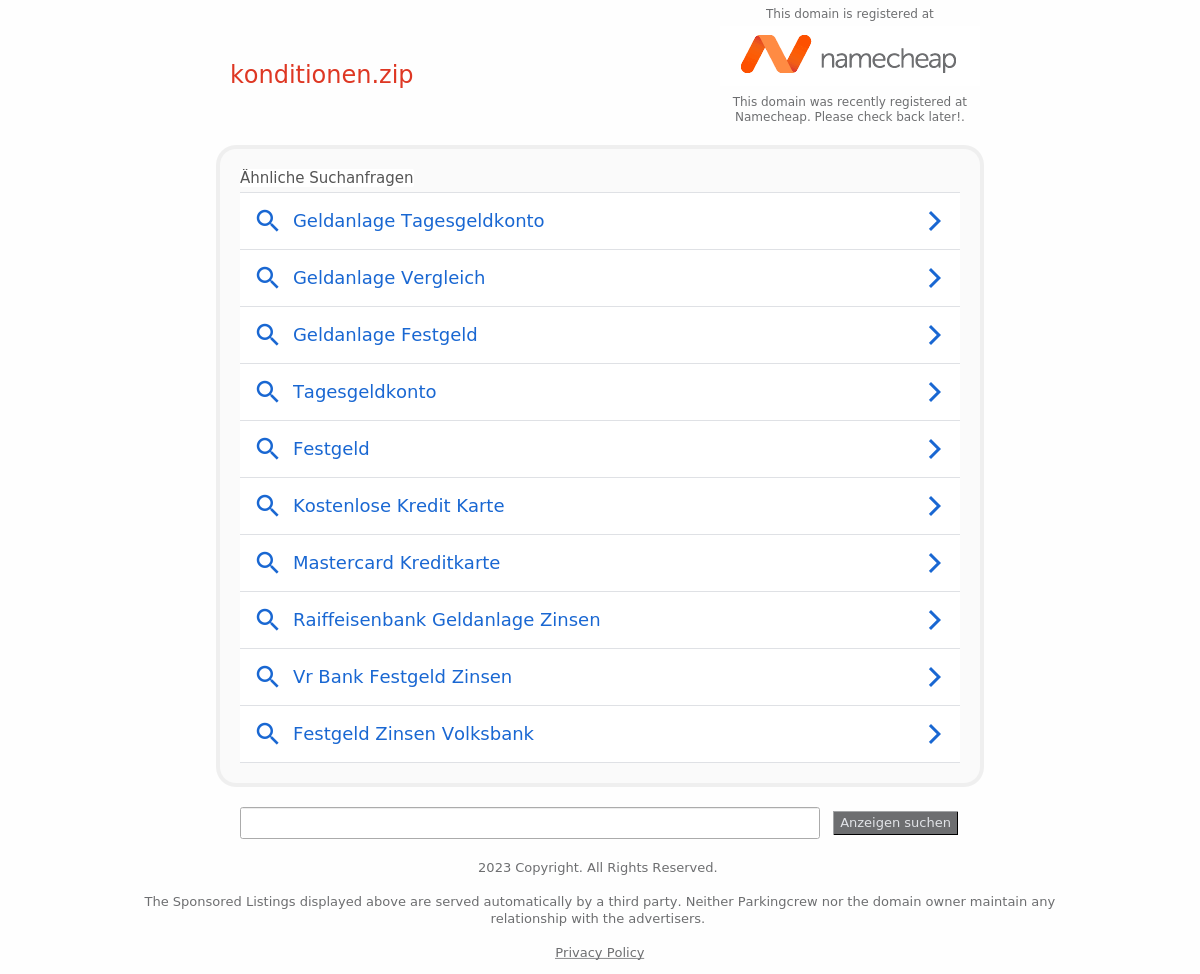 This domain is registered at
namecheap
konditionen.zip
This domain was recently registered at
Namecheap. Please check back later!.
Ähnliche Suchanfragen
Geldanlage Tagesgeldkonto
Geldanlage Vergleich
Geldanlage Festgeld
Tagesgeldkonto
Festgeld
Kostenlose Kredit Karte
Mastercard Kreditkarte
Raiffeisenbank Geldanlage Zinsen
Vr Bank Festgeld Zinsen
Festgeld Zinsen Volksbank
Anzeigen suchen
2023 Copyright. All Rights Reserved.
The Sponsored Listings displayed above are served automatically by a third party. Neither Parkingcrew nor the domain owner maintain any
relationship with the advertisers.
Privacy Policy